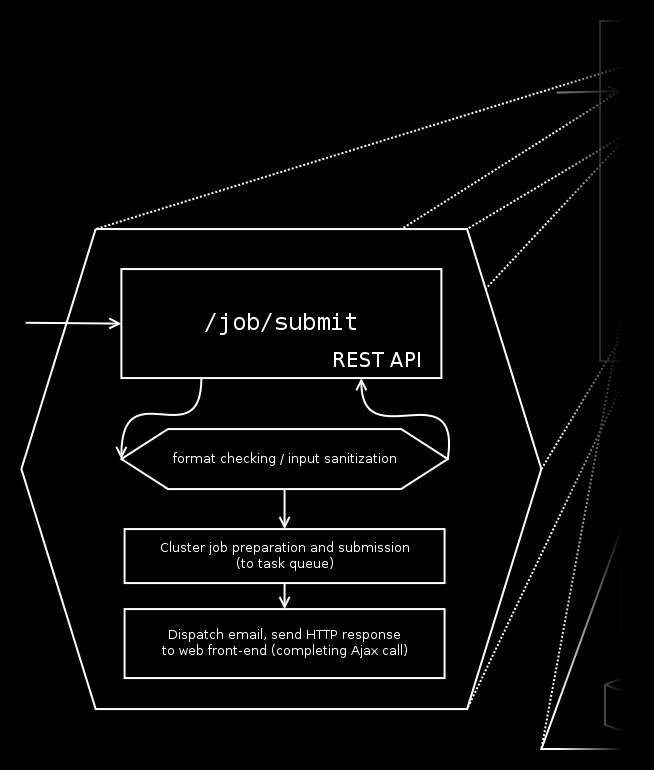 /job/submit
REST API
format checking / input sanitization
Cluster job preparation and submission
(to task queue)
Dispatch email, send HTTP response
to web front-end (completing Ajax call)